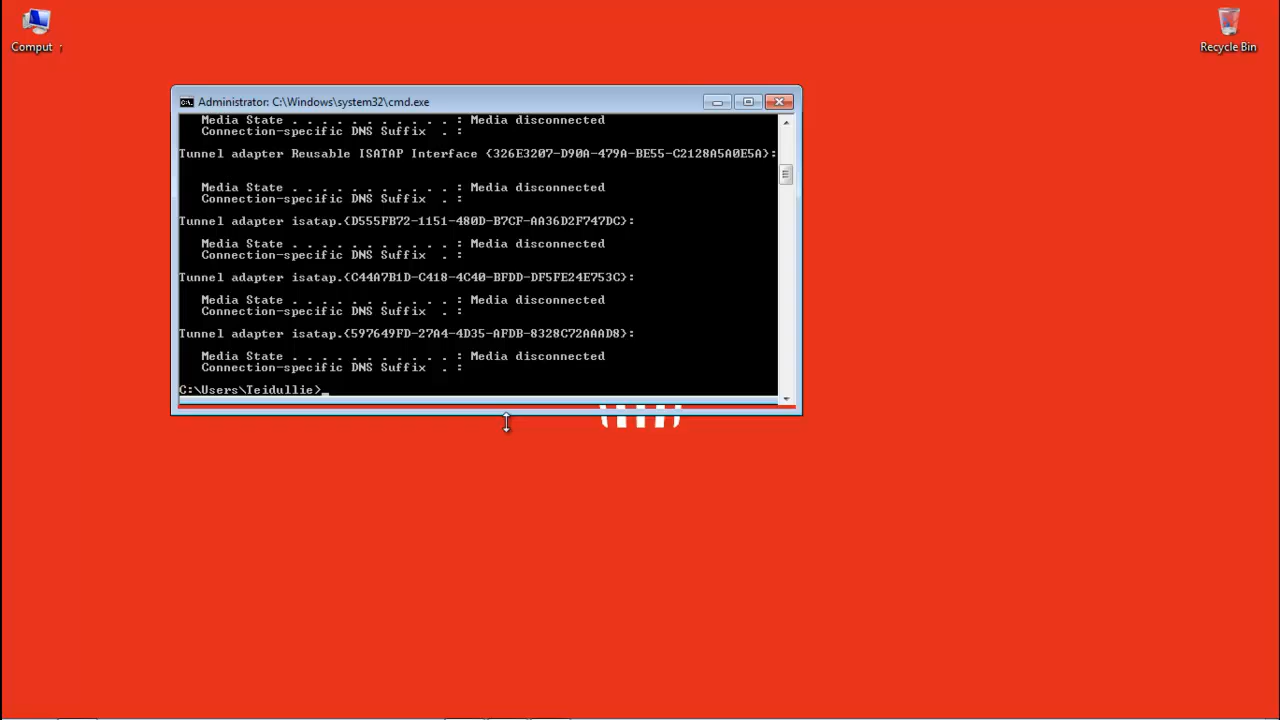 Comput r
Recycle Bin
Administrator: C:\Windows\system32\cmd.exe
Media State . . . . . . . . . . . : Media disconnected
Connection-specific DNS Suffix . :
Tunnel adapter Reusable ISATAP Interface {326E3207-D90A-479A-BE55-C2128A5A0E5A}:
Media State . . . . . . . . . . . : Media disconnected
Connection-specific DNS Suffix . :
Tunnel adapter isatap.{D555FB72-1151-480D-B7CF-AA36D2F747DC}:
Media State . . . . . . . . . . . : Media disconnected
Connection-specific DNS Suffix . :
Tunnel adapter isatap.{C44A7B1D-C418-4C40-BFDD-DF5FE24E753C}:
Media State . . . . . . . . . . . : Media disconnected
Connection-specific DNS Suffix . :
Tunnel adapter isatap.{597649FD-27A4-4D35-AFDB-8328C72AAAD8}:
Media State . . . . . . . . . . . : Media disconnected
Connection-specific DNS Suffix . :
C:\Users\Teidullie>_